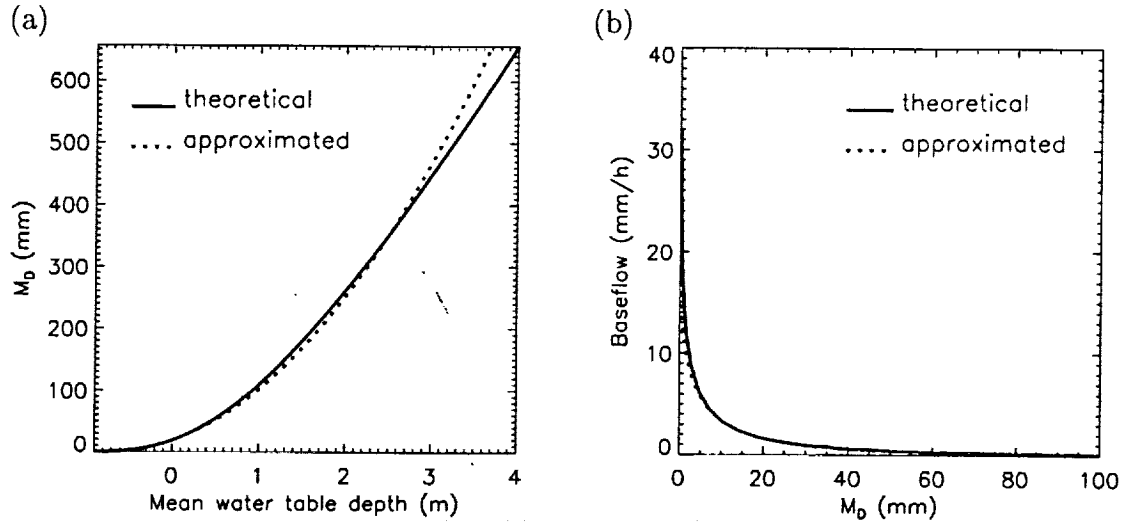 (a)
600
500
400
300
200
100
0
M_D (mm)
theoretical
approximated
0 1 2 3 4
Mean water table depth (m)
(b)
40
30
20
10
0
Baseflow (mm/h)
theoretical
approximated
0 20 40 60 80 100
M_D (mm)